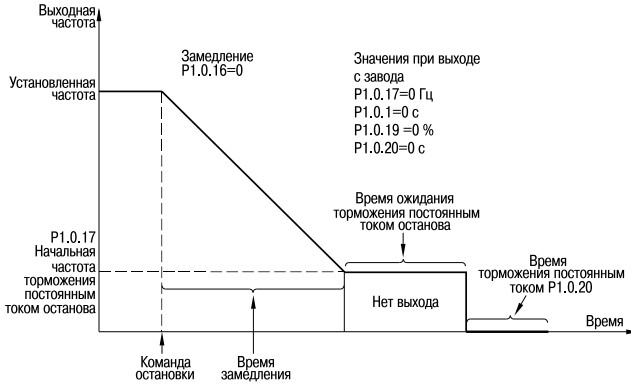 Выходная
частота
Замедление
P1.0.16=0
Значения при выходе
с завода
P1.0.17=0 Гц
P1.0.1=0 с
P1.0.19 =0 %
P1.0.20=0 с
Установленная
частота
Время ожидания
торможения постоянным
током останова
P1.0.17
Начальная
частота
торможения
постоянным
током останова
Время
торможения постоянным
током P1.0.20
Нет выхода
Время
Команда
остановки
Время
замедления